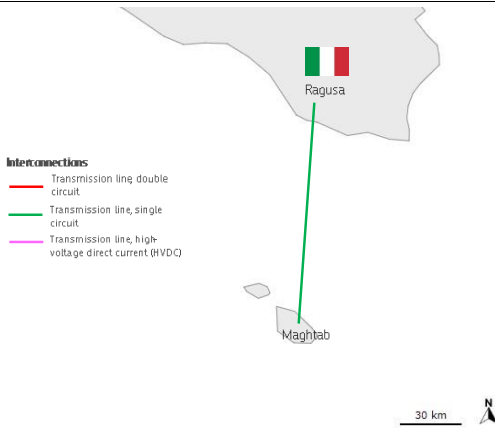 Ragusa
Interconnections
Transmission line, double
circuit
Transmission line, single
circuit
Transmission line, high-
voltage direct current (HVDC)
Maghtab
30 km
N